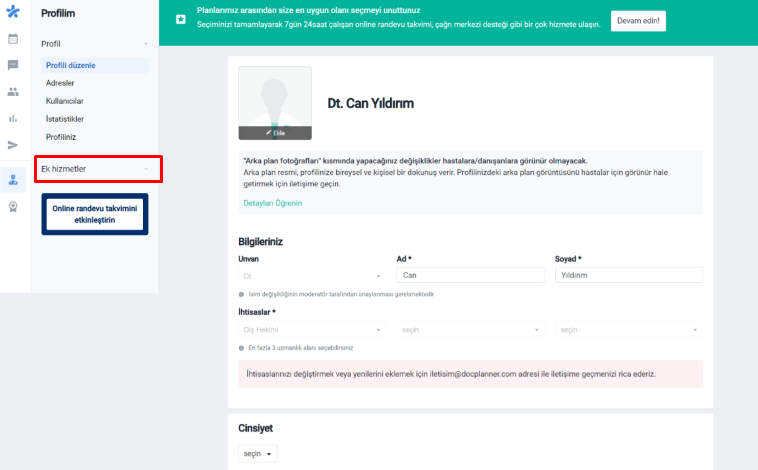 Profilim
Profil
Profili düzenle
Adresler
Kullanıcılar
İstatistikler
Profiliniz
Ek hizmetler
Online randevu takvimini
etkinleştirin
Planlarımız arasından size en uygun olanı seçmeyi unuttunuz
Seçiminizi tamamlayarak 7gün 24saat çalışan online randevu takvimi, çağrı merkezi desteği gibi bir çok hizmete ulaşın.
Devam edin!
Ekle
Dt. Can Yıldırım
"Arka plan fotoğrafları" kısmında yapacağınız değişiklikler hastalara/danışanlara görünür olmayacak.
Arka plan resmi, profilinize bireysel ve kişisel bir dokunuş verir. Profilinizdeki arka plan görüntüsünü hastalar için görünür hale
getirmek için iletişime geçin.
Detayları Öğrenin
Bilgileriniz
Unvan Ad * Soyad *
Dt. Can Yıldırım
İsim değişikliğinin moderatör tarafından onaylanması gerekmektedir
İhtisaslar *
Diş Hekimi seçin seçin
En fazla 3 uzmanlık alanı seçebilirsiniz
İhtisaslarınızı değiştirmek veya yenilerini eklemek için iletisim@docplanner.com adresi ile iletişime geçmenizi rica ederiz.
Cinsiyet
seçin